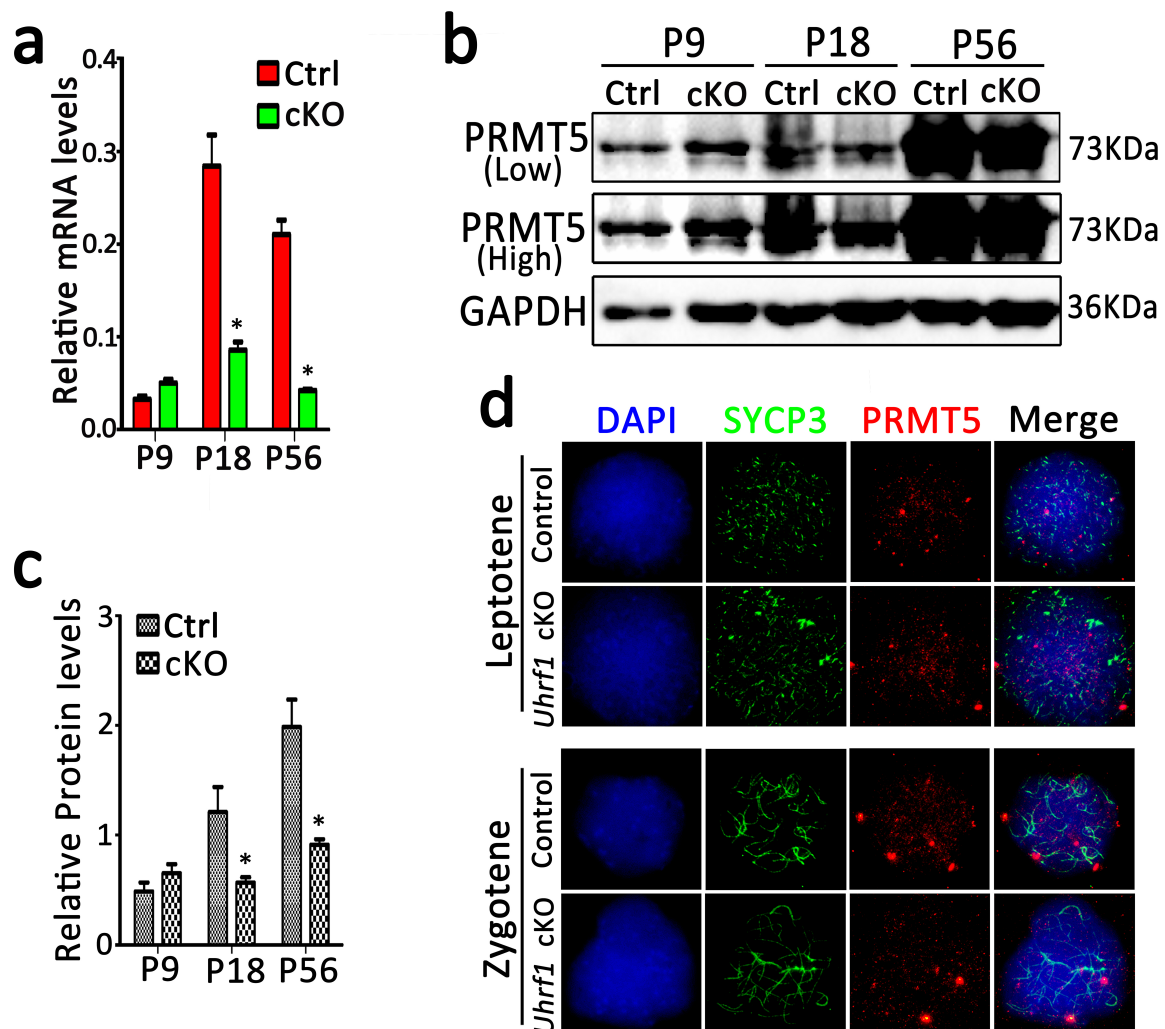 a
Relative mRNA levels
0.4
0.3
0.2
0.1
0.0
Ctrl
cKO
P9 P18 P56
b
P9 P18 P56
Ctrl cKO Ctrl cKO Ctrl cKO
PRMT5
(Low)
73KDa
PRMT5
(High)
73KDa
GAPDH
36KDa
c
Relative Protein levels
3
2
1
0
Ctrl
cKO
* *
P9 P18 P56
d
DAPI SYCP3 PRMT5 Merge
Leptotene
Control
Uhrf1 cKO
Zygotene
Control
Uhrf1 cKO